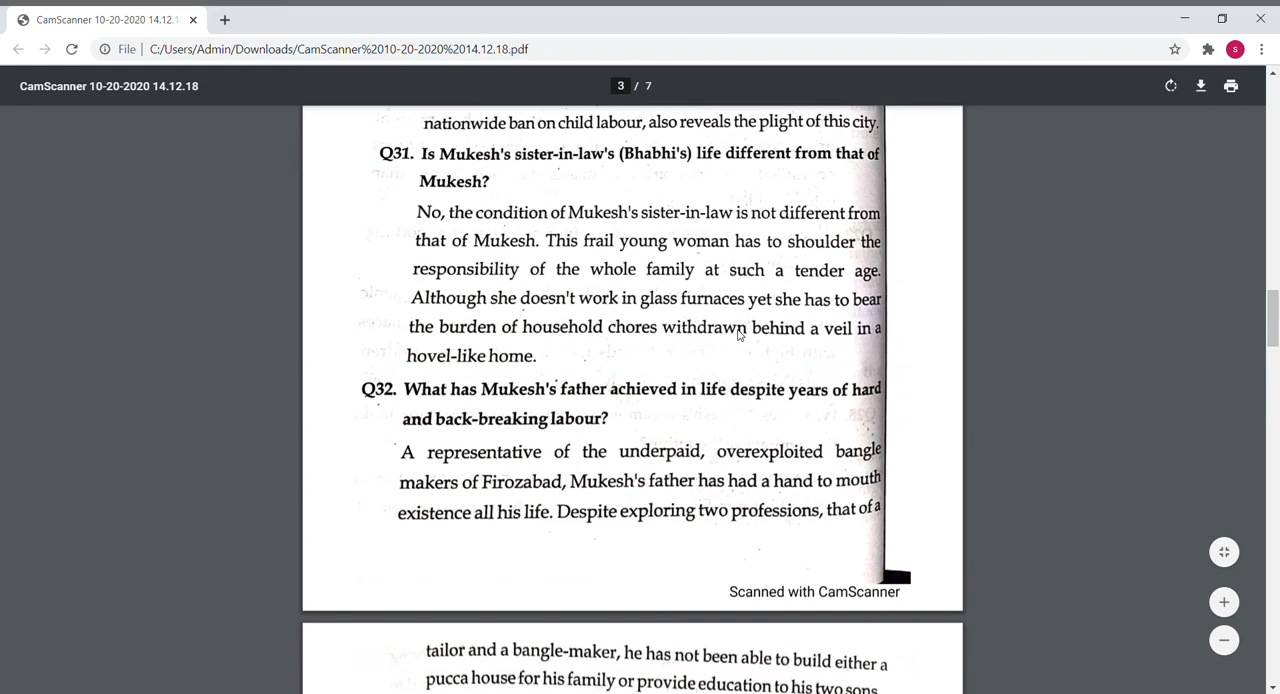 CamScanner 10-20-2020 14.12.1
File
C:/Users/Admin/Downloads/CamScanner%2010-20-2020%2014.12.18.pdf
s
CamScanner 10-20-2020 14.12.18
3 / 7
nationwide ban on child labour, also reveals the plight of this city.
Q31. Is Mukesh's sister-in-law's (Bhabhi's) life different from that of
Mukesh?
No, the condition of Mukesh's sister-in-law is not different from
that of Mukesh. This frail young woman has to shoulder the
responsibility of the whole family at such a tender age.
Although she doesn't work in glass furnaces yet she has to bear
the burden of household chores withdrawn behind a veil in a
hovel-like home.
Q32. What has Mukesh's father achieved in life despite years of hard
and back-breaking labour?
A representative of the underpaid, overexploited bangle
makers of Firozabad, Mukesh's father has had a hand to mouth
existence all his life. Despite exploring two professions, that of a
Scanned with CamScanner
tailor and a bangle-maker, he has not been able to build either a
pucca house for his family or provide education to his two sons.